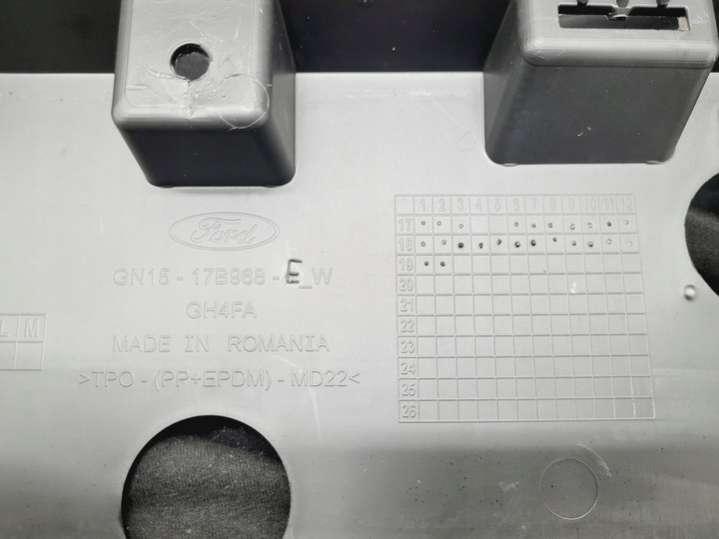 Ford
GN15 - 17B968 - E_W
GH4FA
MADE IN ROMANIA
>TPO - (PP+EPDM) - MD22<
L M
1 2 3 4 5 6 7 8 9 10 11 12
17
18
19
20
21
22
23
24
25
26